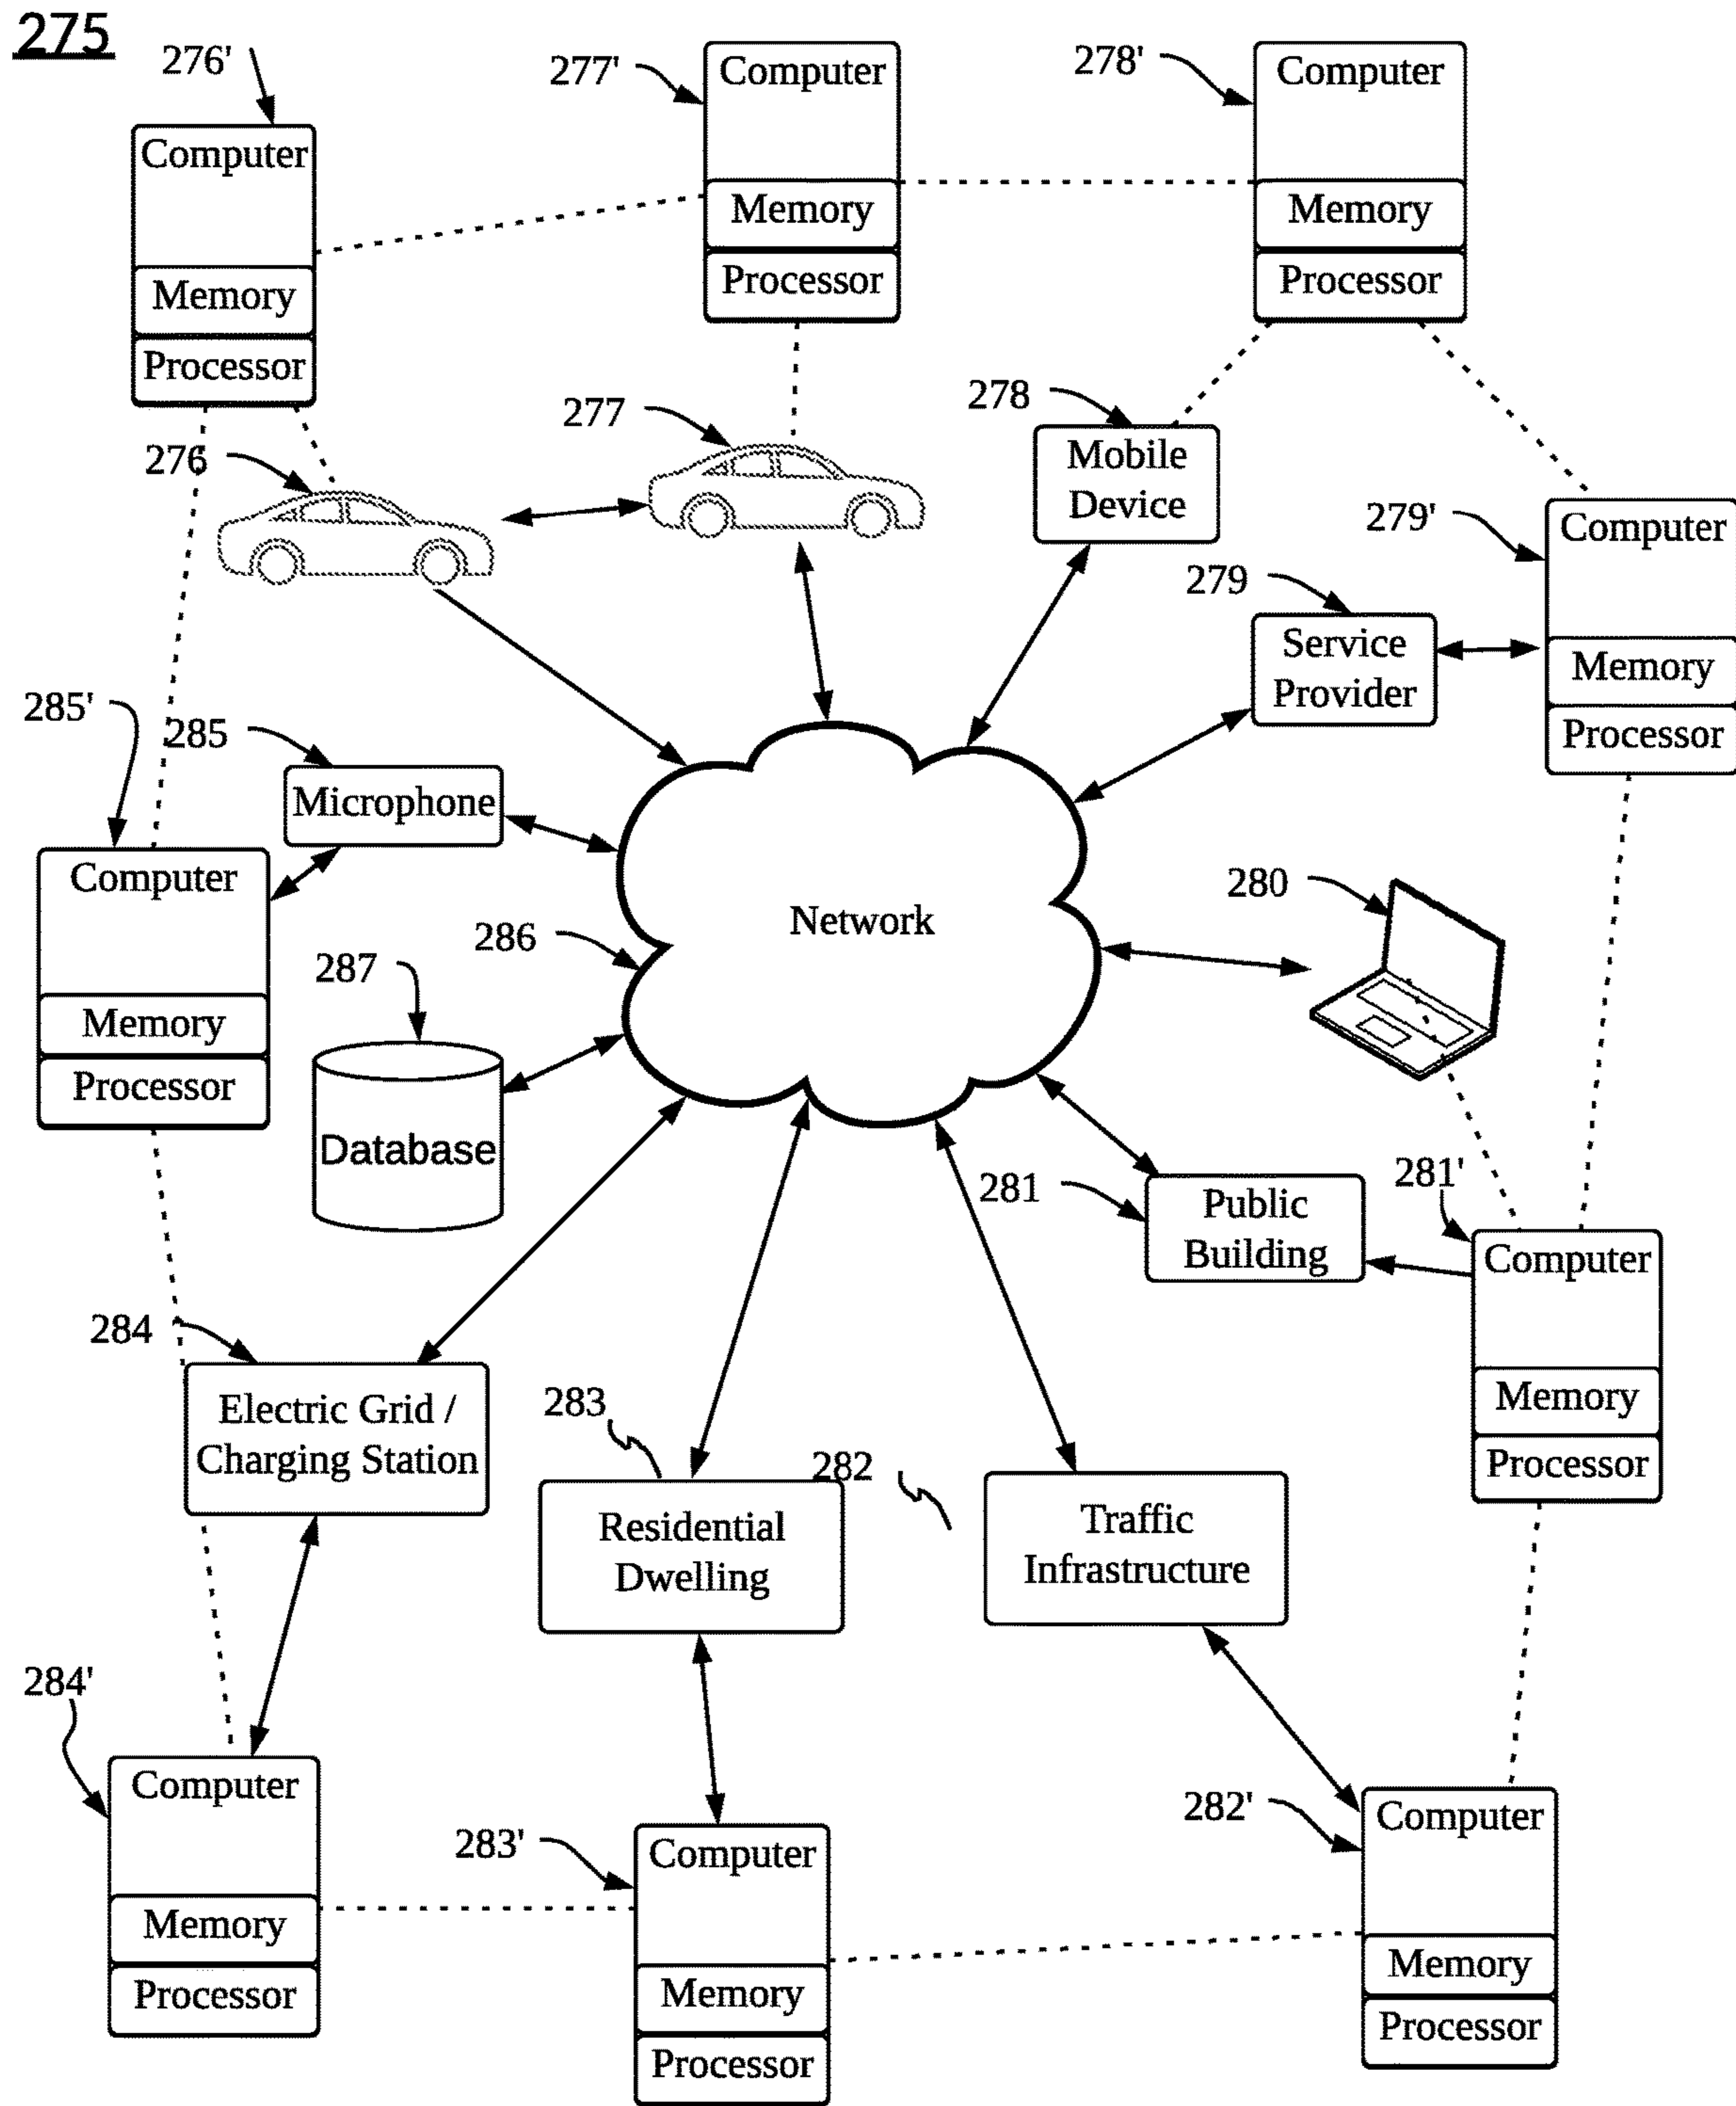 275
276'
277'
278'
Computer
Memory
Processor
Computer
Memory
Processor
Computer
Memory
Processor
276
277
278
Mobile
Device
279'
Computer
Memory
Processor
279
Service
Provider
285'
285
Microphone
Computer
Memory
Processor
286
Network
280
287
Database
281
Public
Building
281'
Computer
Memory
Processor
284
Electric Grid /
Charging Station
283
Residential
Dwelling
282
Traffic
Infrastructure
284'
Computer
Memory
Processor
283'
Computer
Memory
Processor
282'
Computer
Memory
Processor